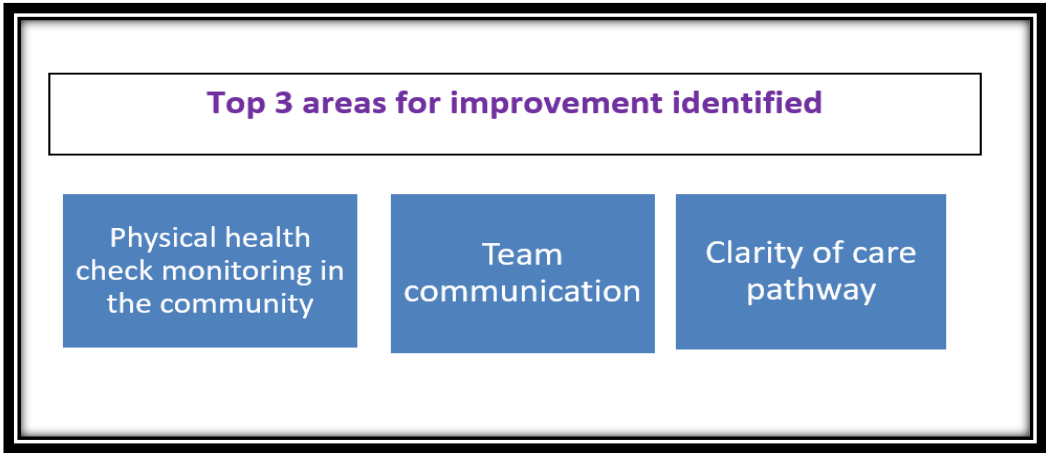 Top 3 areas for improvement identified
Physical health
check monitoring in
the community
Team
communication
Clarity of care
pathway